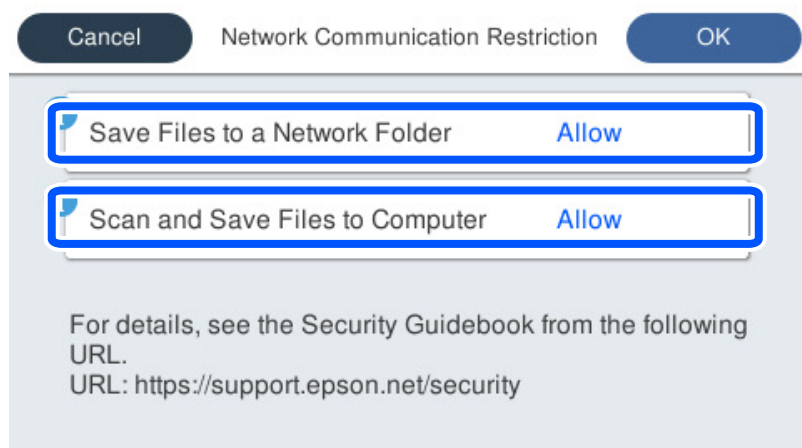 Cancel Network Communication Restriction OK
Save Files to a Network Folder Allow
Scan and Save Files to Computer Allow
For details, see the Security Guidebook from the following
URL.
URL: https://support.epson.net/security